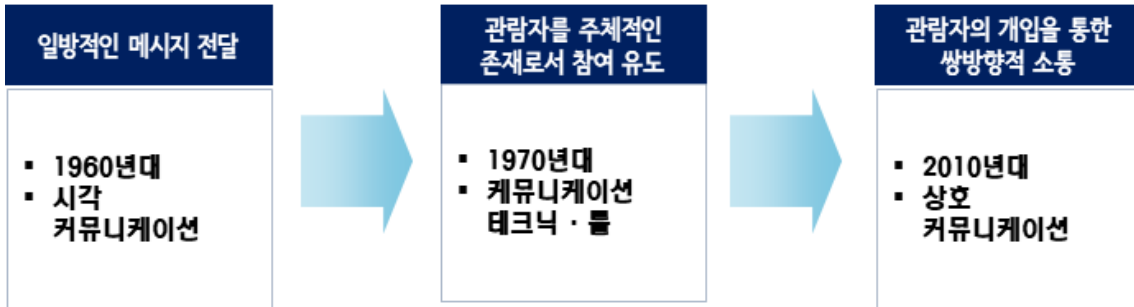 일방적인 메시지 전달
▪ 1960년대
▪ 시각
커뮤니케이션
관람자를 주체적인
존재로서 참여 유도
▪ 1970년대
▪ 케뮤니케이션
테크닉 · 틀
관람자의 개입을 통한
쌍방향적 소통
▪ 2010년대
▪ 상호
커뮤니케이션